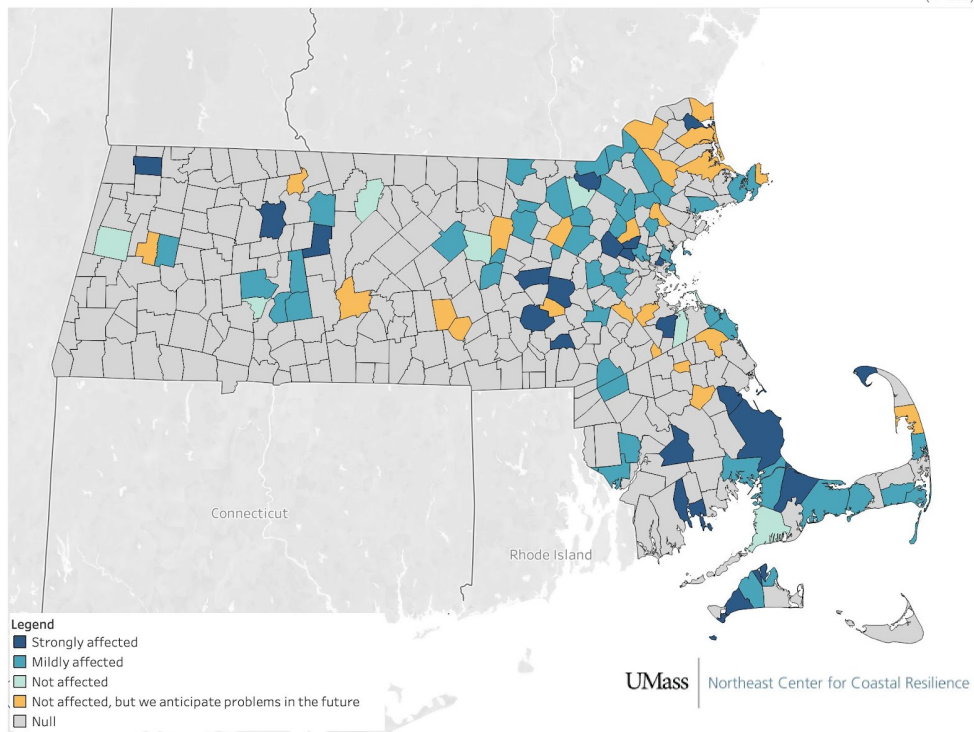 Connecticut
Rhode Island
Legend
Strongly affected
Mildly affected
Not affected
Not affected, but we anticipate problems in the future
Null
UMass | Northeast Center for Coastal Resilience